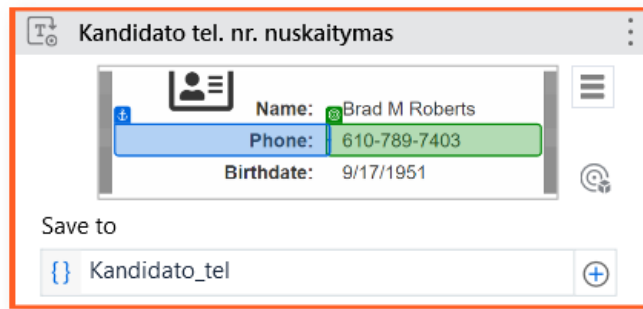 Kandidato tel. nr. nuskaitymas
Name: Brad M Roberts
Phone: 610-789-7403
Birthdate: 9/17/1951
Save to
{} Kandidato_tel